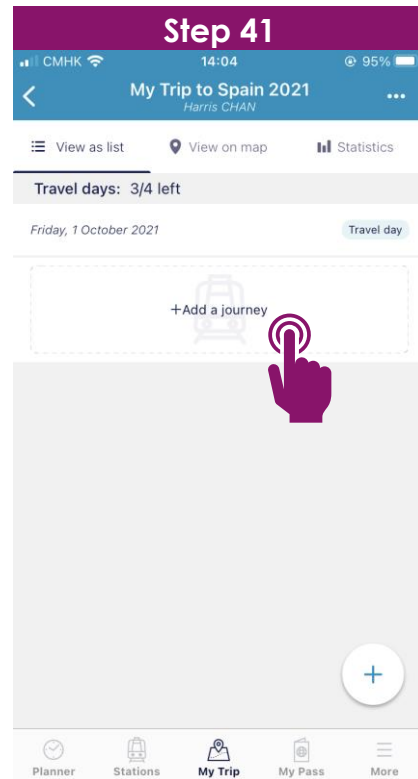 Step 41
CMHK 14:04 95%
My Trip to Spain 2021
Harris CHAN
View as list View on map Statistics
Travel days: 3/4 left
Friday, 1 October 2021 Travel day
+Add a journey
+
Planner Stations My Trip My Pass More